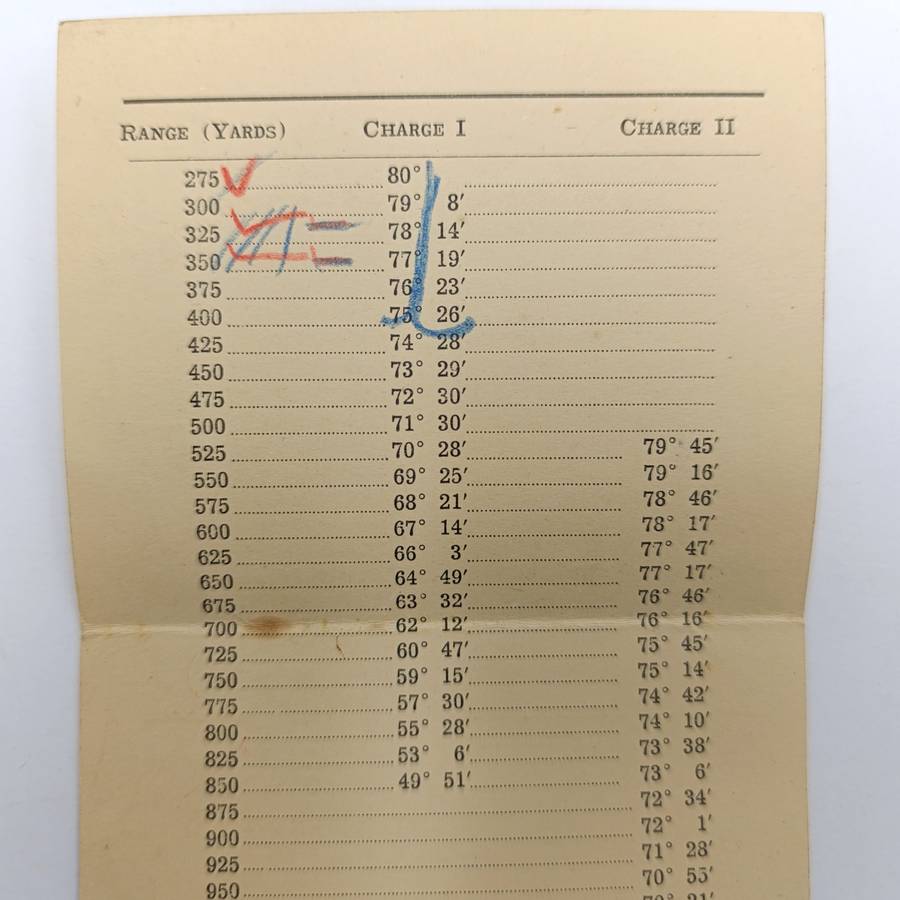 RANGE (YARDS) CHARGE I CHARGE II
275 80°
300 79° 8′
325 78° 14′
350 77° 19′
375 76° 23′
400 75° 26′
425 74° 28′
450 73° 29′
475 72° 30′
500 71° 30′
525 70° 28′ 79° 45′
550 69° 25′ 79° 16′
575 68° 21′ 78° 46′
600 67° 14′ 78° 17′
625 66° 3′ 77° 47′
650 64° 49′ 77° 17′
675 63° 32′ 76° 46′
700 62° 12′ 76° 16′
725 60° 47′ 75° 45′
750 59° 15′ 75° 14′
775 57° 30′ 74° 42′
800 55° 28′ 74° 10′
825 53° 6′ 73° 38′
850 49° 51′ 73° 6′
875 72° 34′
900 72° 1′
925 71° 28′
950 70° 55′